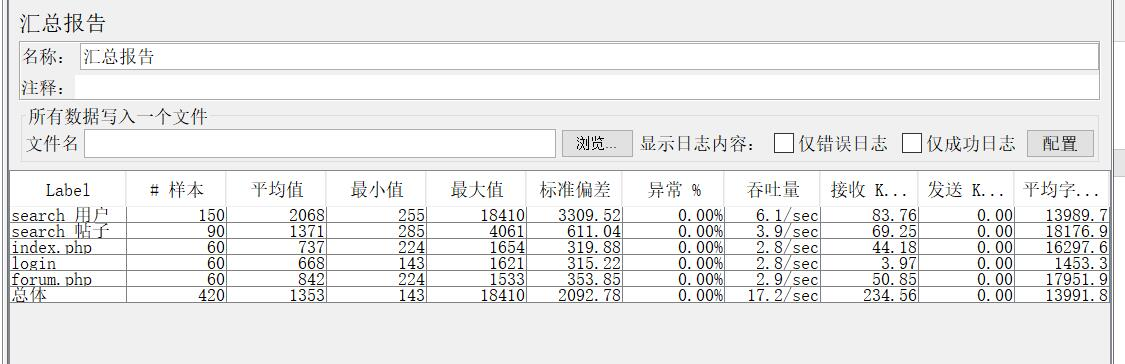 汇总报告
名称： 汇总报告
注释：
所有数据写入一个文件
文件名 浏览... 显示日志内容： 仅错误日志 仅成功日志 配置
Label # 样本 平均值 最小值 最大值 标准偏差 异常 % 吞吐量 接收 K... 发送 K... 平均字...
search 用户 150 2068 255 18410 3309.52 0.00% 6.1/sec 83.76 0.00 13989.7
search 帖子 90 1371 285 4061 611.04 0.00% 3.9/sec 69.25 0.00 18176.9
index.php 60 737 224 1654 319.88 0.00% 2.8/sec 44.18 0.00 16297.6
login 60 668 143 1621 315.22 0.00% 2.8/sec 3.97 0.00 1453.3
forum.php 60 842 224 1533 353.85 0.00% 2.9/sec 50.85 0.00 17951.9
总体 420 1353 143 18410 2092.78 0.00% 17.2/sec 234.56 0.00 13991.8